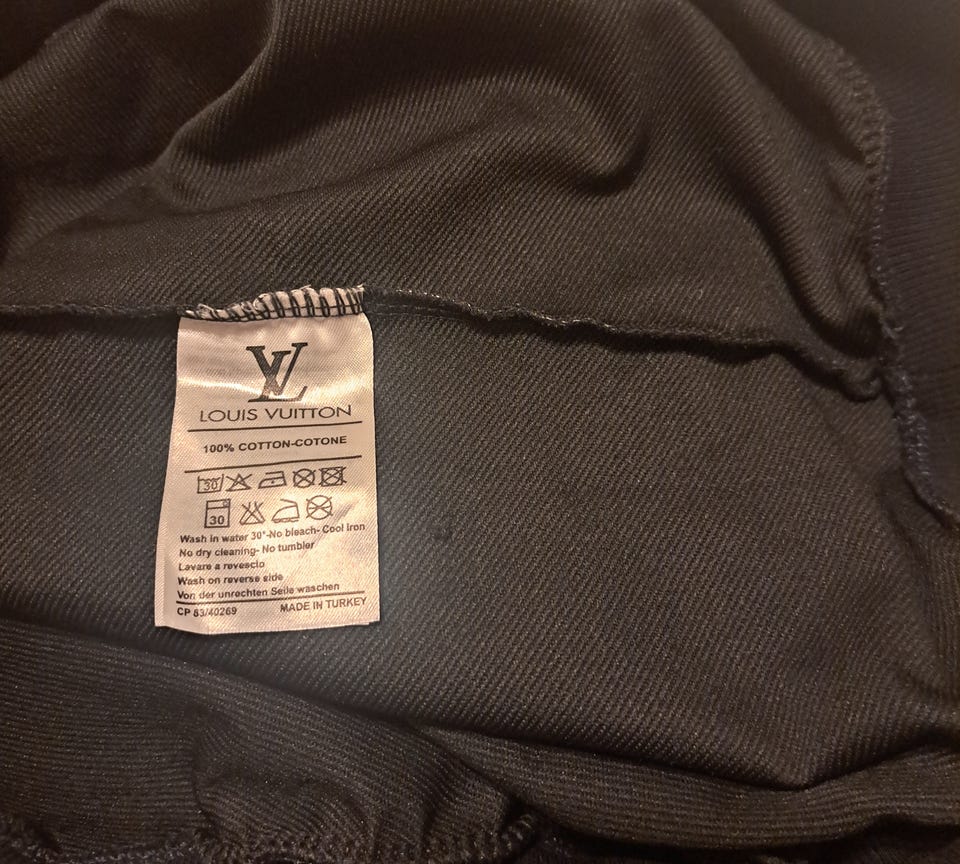 LV
LOUIS VUITTON
100% COTTON-COTONE
30
30
Wash in water 30°-No bleach- Cool Iron
No dry cleaning- No tumbler
Lavare a revescio
Wash on reverse side
Von der unrechten Seile waschen
CP 83/40269 MADE IN TURKEY